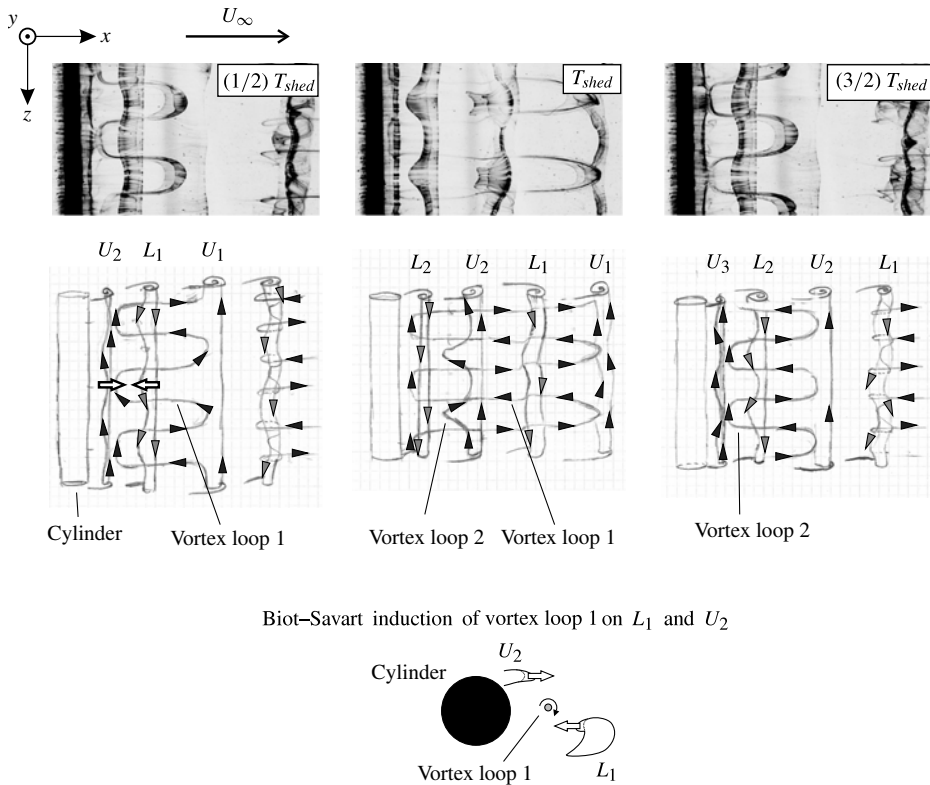 y
x
z
U∞
(1/2) T_shed
T_shed
(3/2) T_shed
U₂ L₁ U₁
L₂ U₂ L₁ U₁
U₃ L₂ U₂ L₁
Cylinder
Vortex loop 1
Vortex loop 2
Vortex loop 1
Vortex loop 2
Biot–Savart induction of vortex loop 1 on L₁ and U₂
U₂
Cylinder
Vortex loop 1
L₁